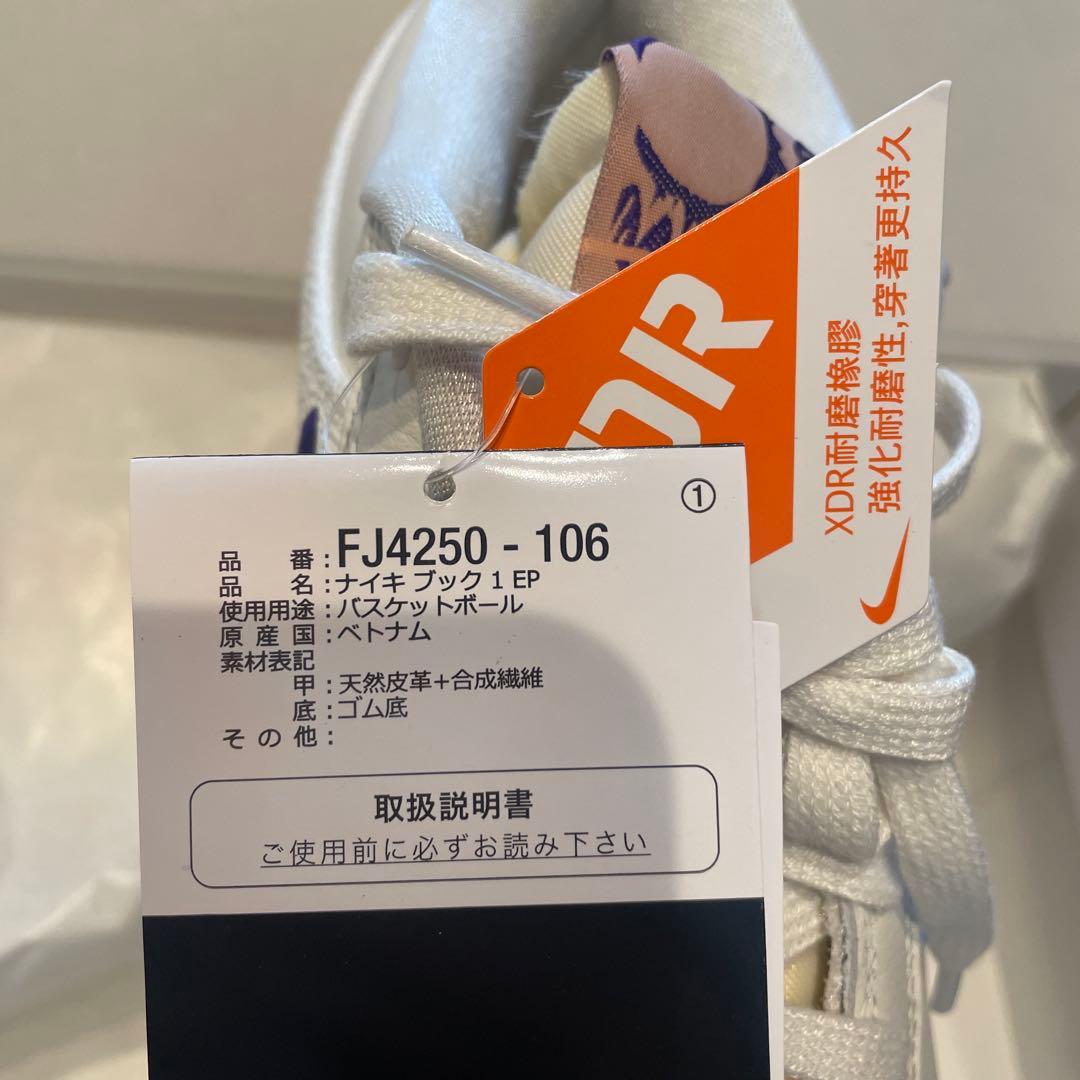 XDR
XDR耐磨橡膠
強化耐磨性,穿著更持久
①
品番:FJ4250 - 106
品名:ナイキ ブック 1 EP
使用用途:バスケットボール
原産国:ベトナム
素材表記
甲:天然皮革+合成繊維
底:ゴム底
その他:
取扱説明書
ご使用前に必ずお読み下さい